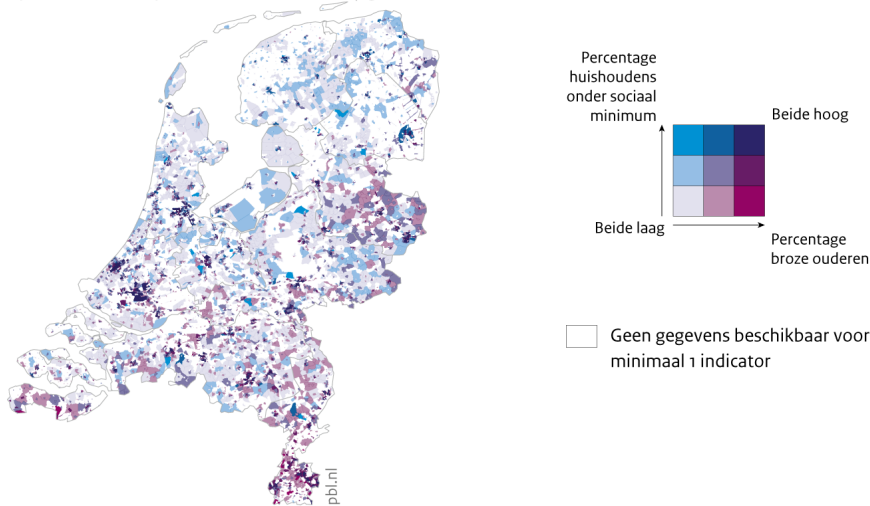 Percentage
huishoudens
onder sociaal
minimum
Beide hoog
Beide laag
Percentage
broze ouderen
Geen gegevens beschikbaar voor
minimaal 1 indicator
pbl.nl